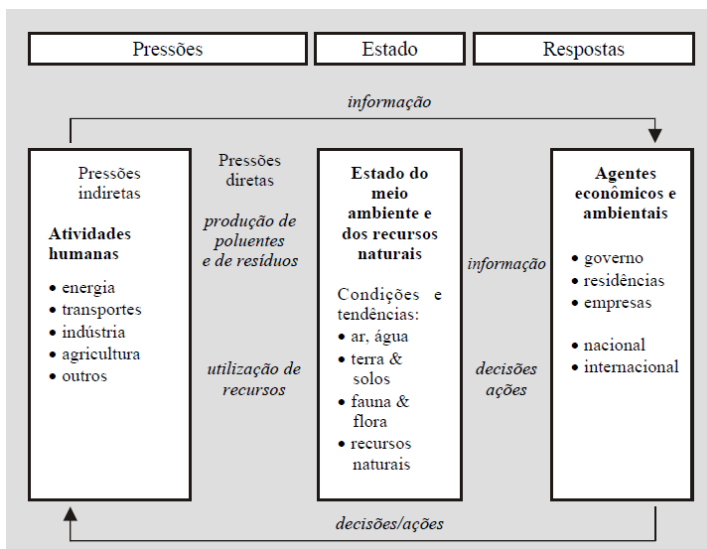 Pressões
Estado
Respostas
informação
Pressões
indiretas
Atividades
humanas
• energia
• transportes
• indústria
• agricultura
• outros
Pressões
diretas
produção de
poluentes
e de resíduos
utilização de
recursos
Estado do
meio
ambiente e
dos recursos
naturais
Condições e
tendências:
• ar, água
• terra &
solos
• fauna &
flora
• recursos
naturais
informação
decisões
ações
Agentes
econômicos e
ambientais
• governo
• residências
• empresas
• nacional
• internacional
decisões/ações